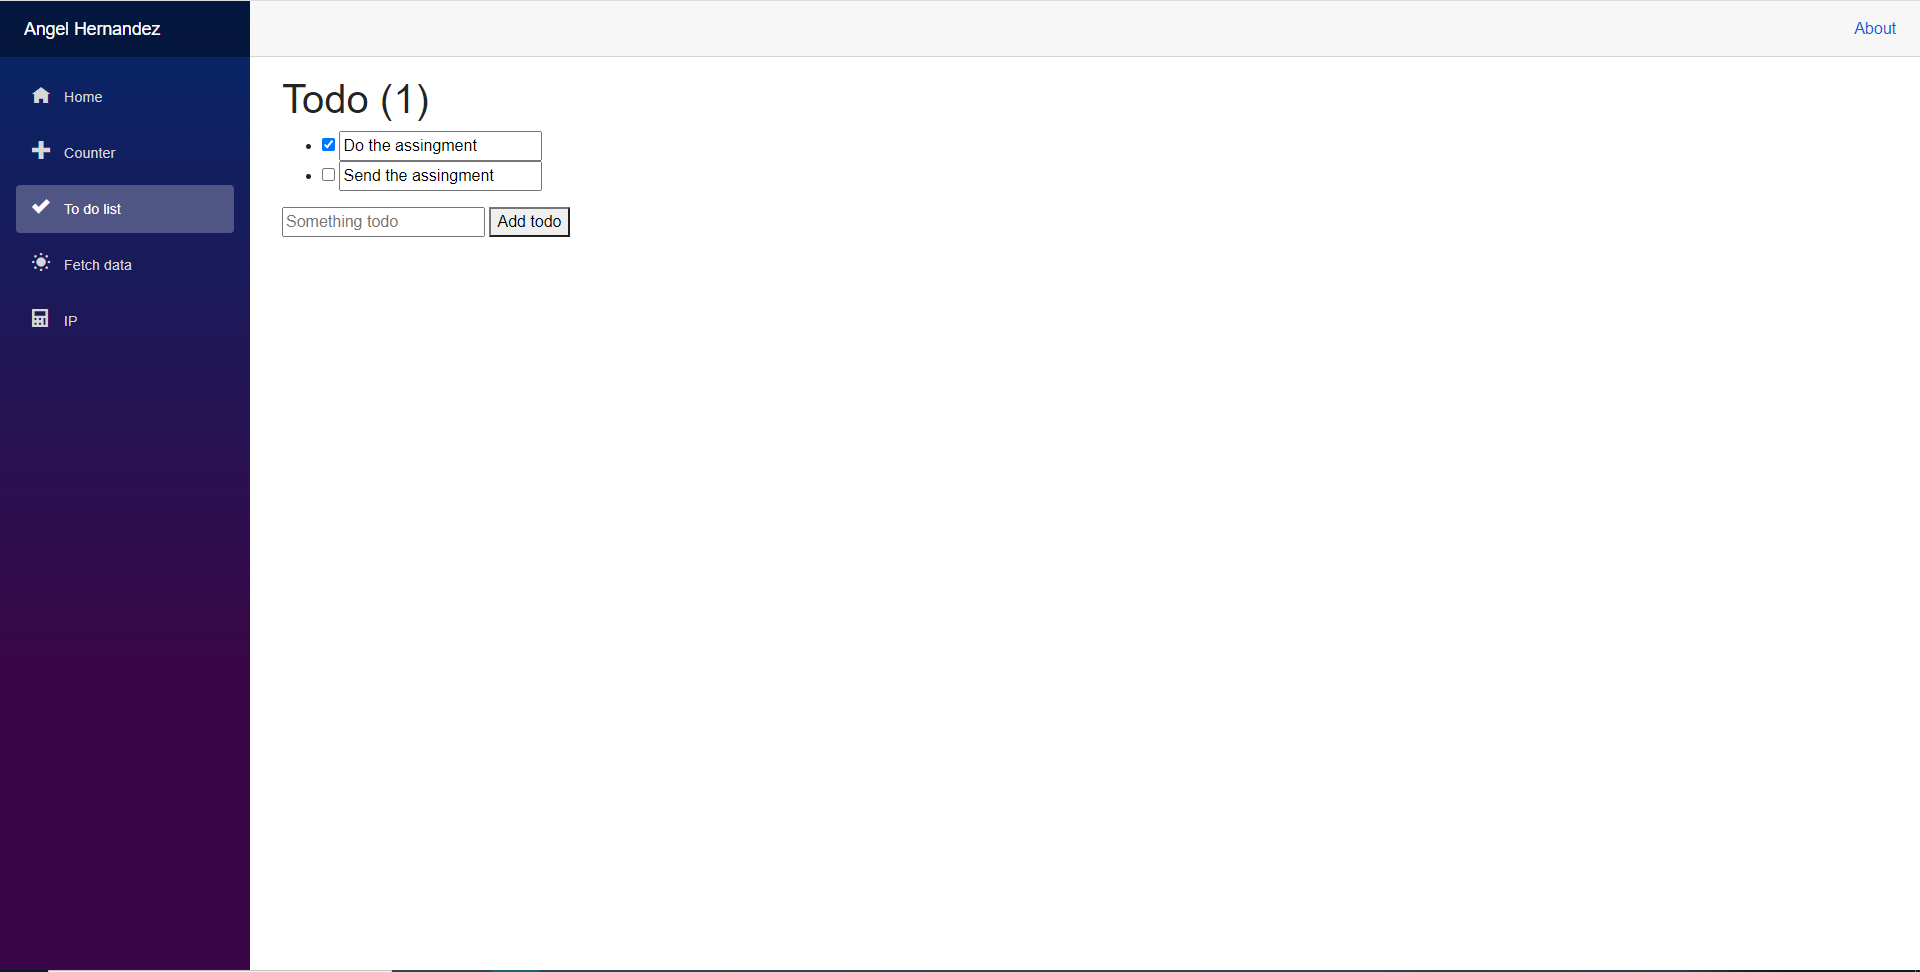 Angel Hernandez
About
Home
Counter
To do list
Fetch data
IP
Todo (1)
Do the assingment
Send the assingment
Something todo
Add todo